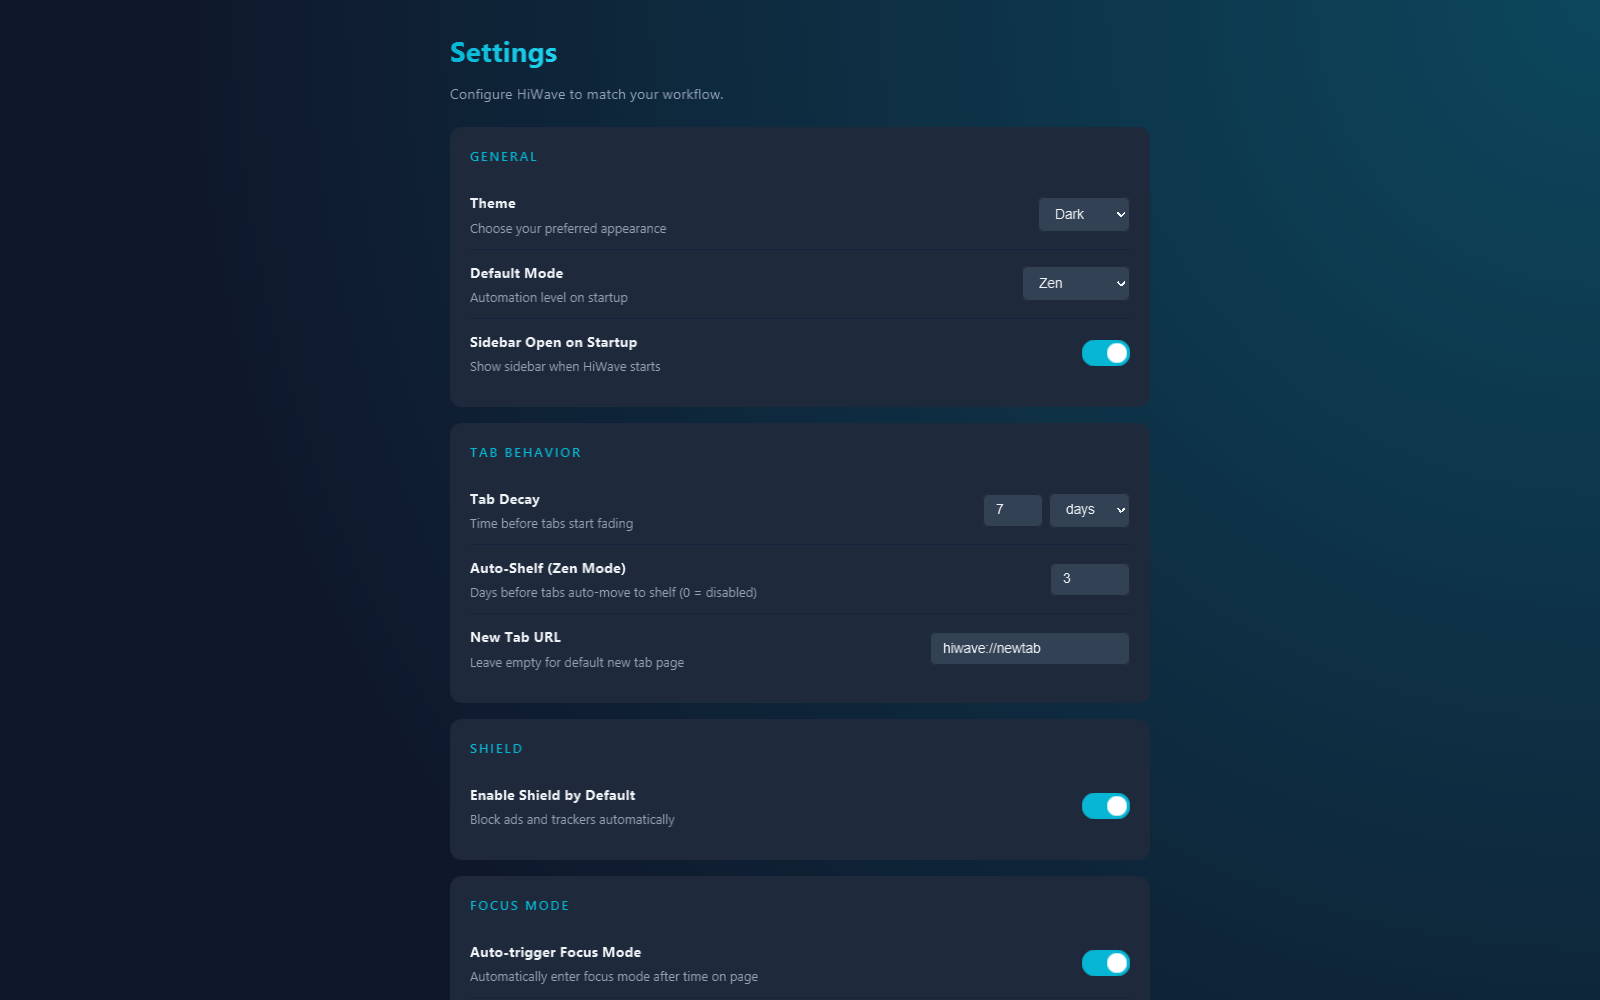 Settings
Configure HiWave to match your workflow.
GENERAL
Theme
Choose your preferred appearance
Dark
Default Mode
Automation level on startup
Zen
Sidebar Open on Startup
Show sidebar when HiWave starts
TAB BEHAVIOR
Tab Decay
Time before tabs start fading
7 days
Auto-Shelf (Zen Mode)
Days before tabs auto-move to shelf (0 = disabled)
3
New Tab URL
Leave empty for default new tab page
hiwave://newtab
SHIELD
Enable Shield by Default
Block ads and trackers automatically
FOCUS MODE
Auto-trigger Focus Mode
Automatically enter focus mode after time on page